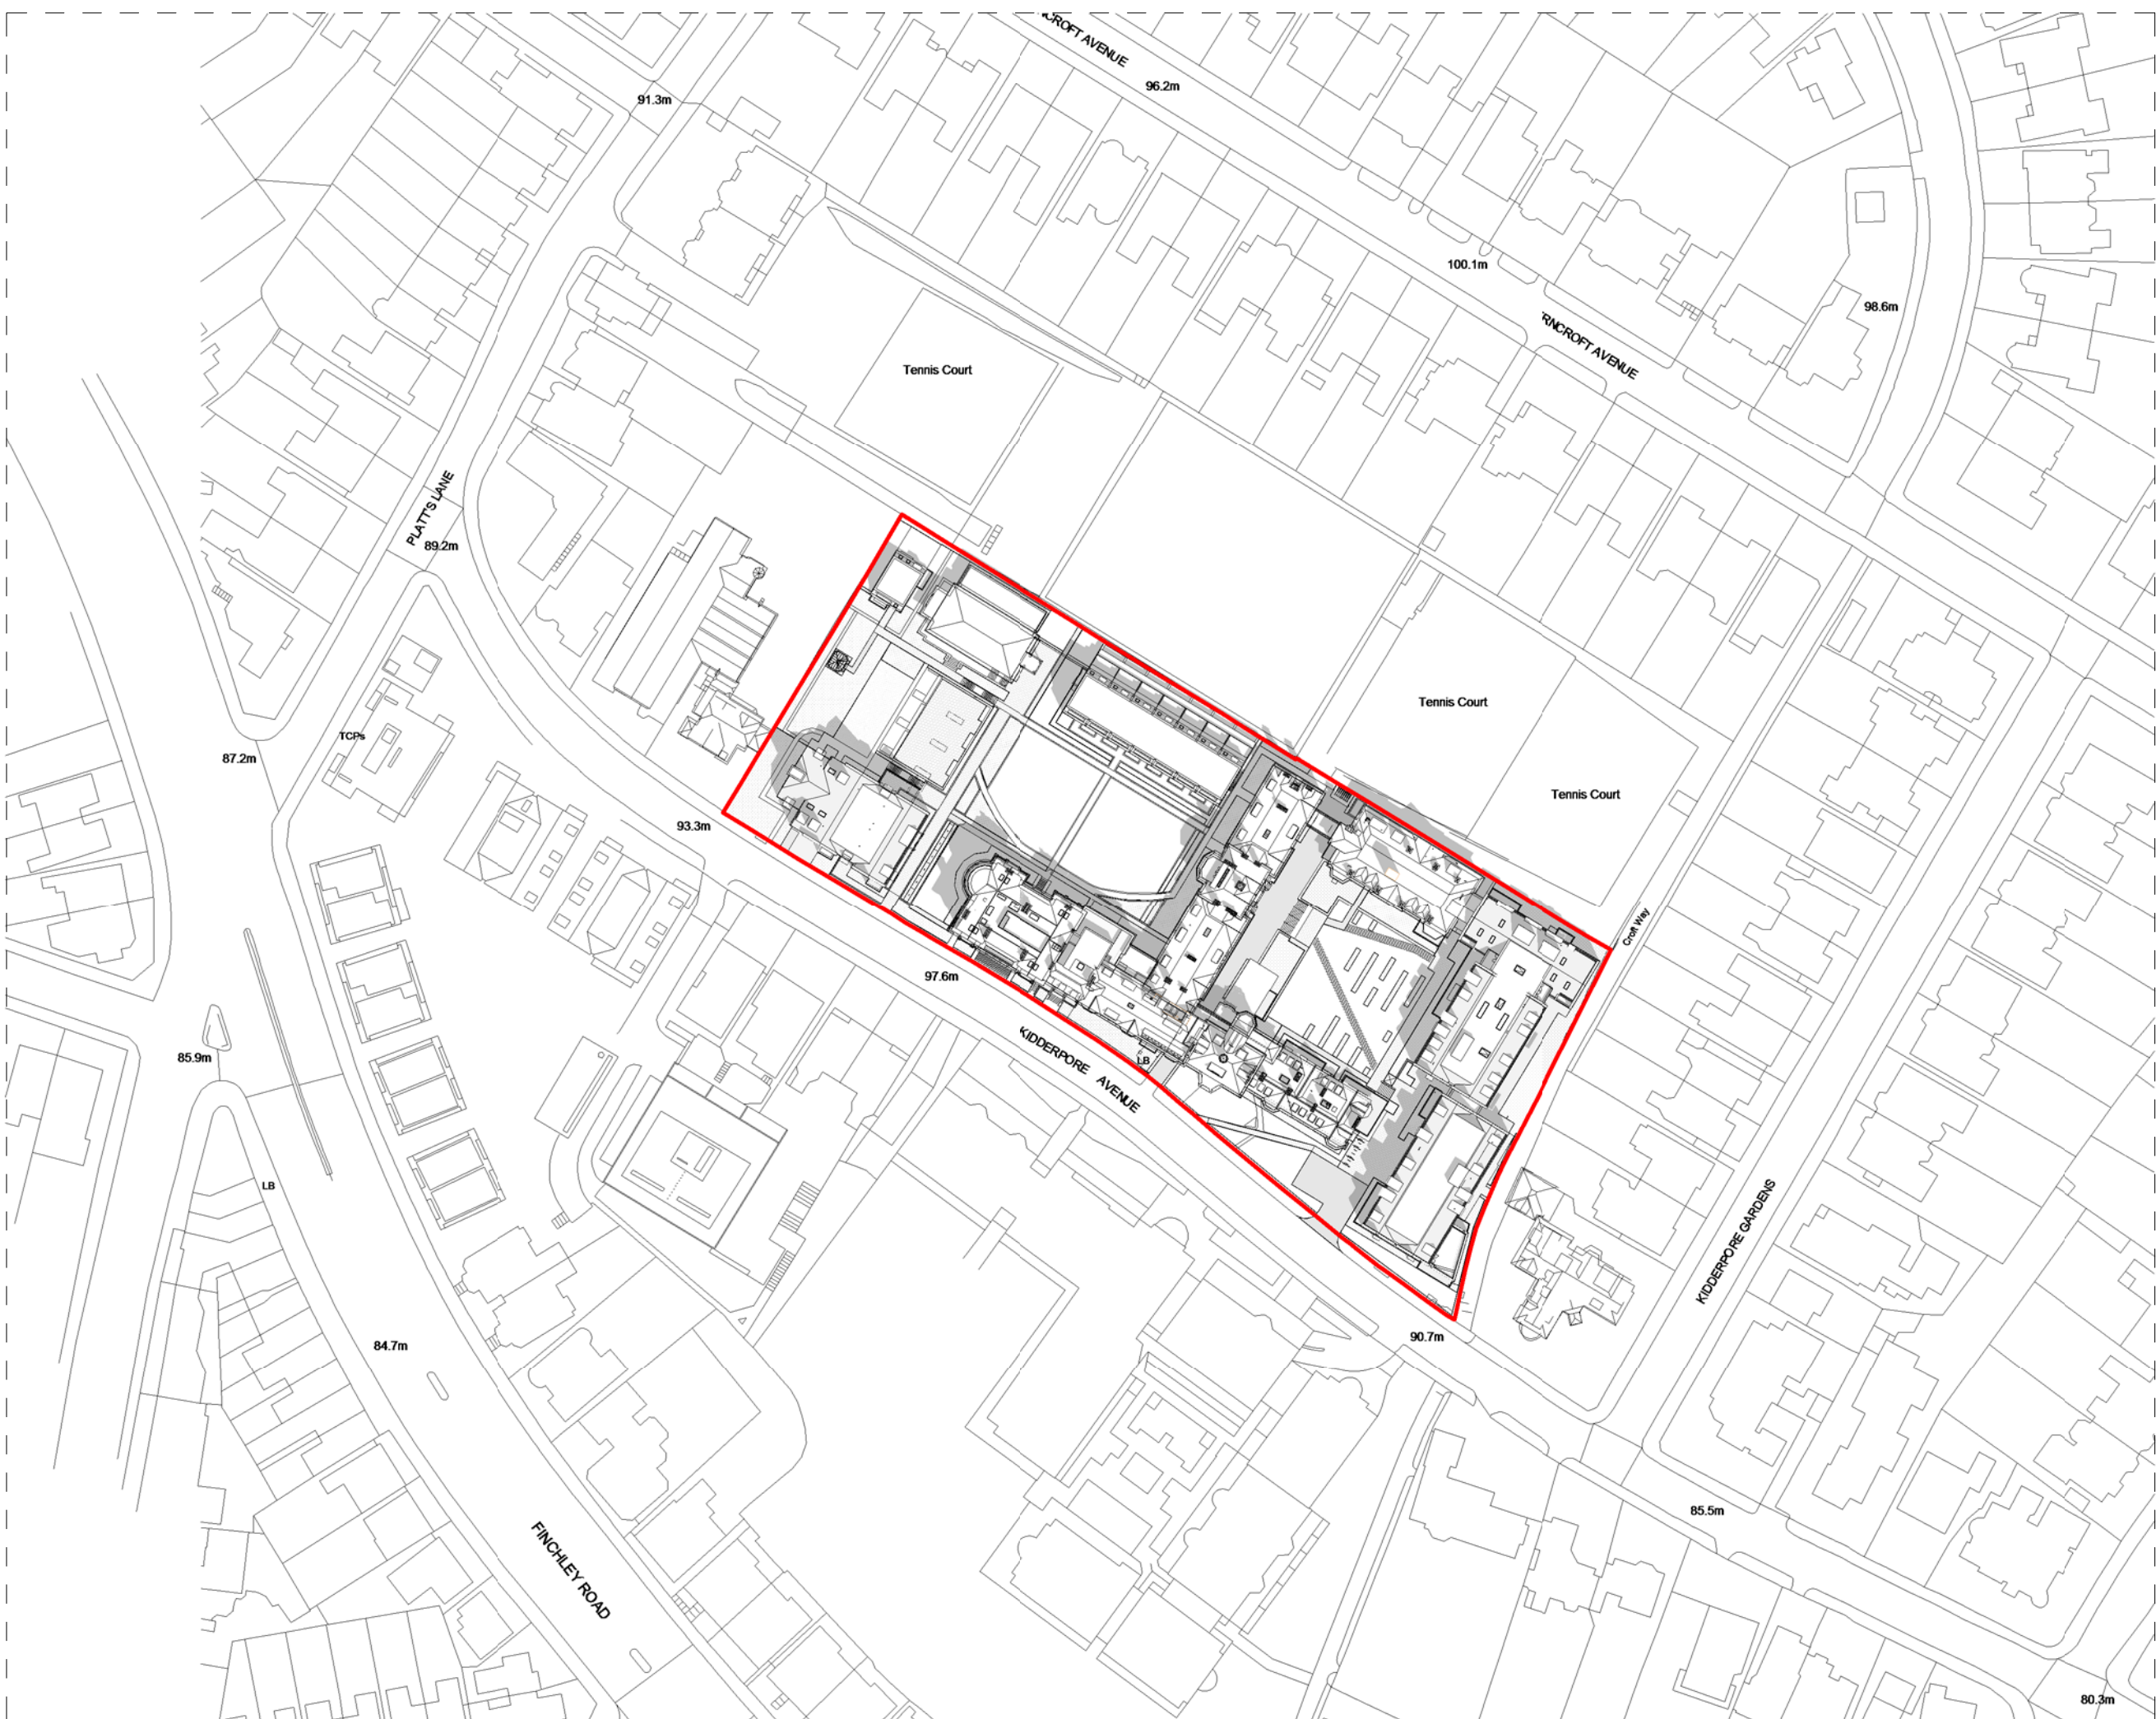 NCROFT AVENUE
96.2m
91.3m
100.1m
98.6m
RNCROFT AVENUE
Tennis Court
PLATT'S LANE
89.2m
Tennis Court
TCPs
87.2m
Tennis Court
93.3m
Croft Way
97.6m
KIDDERPORE AVENUE
85.9m
LB
LB
KIDDERPORE GARDENS
90.7m
84.7m
85.5m
FINCHLEY ROAD
80.3m